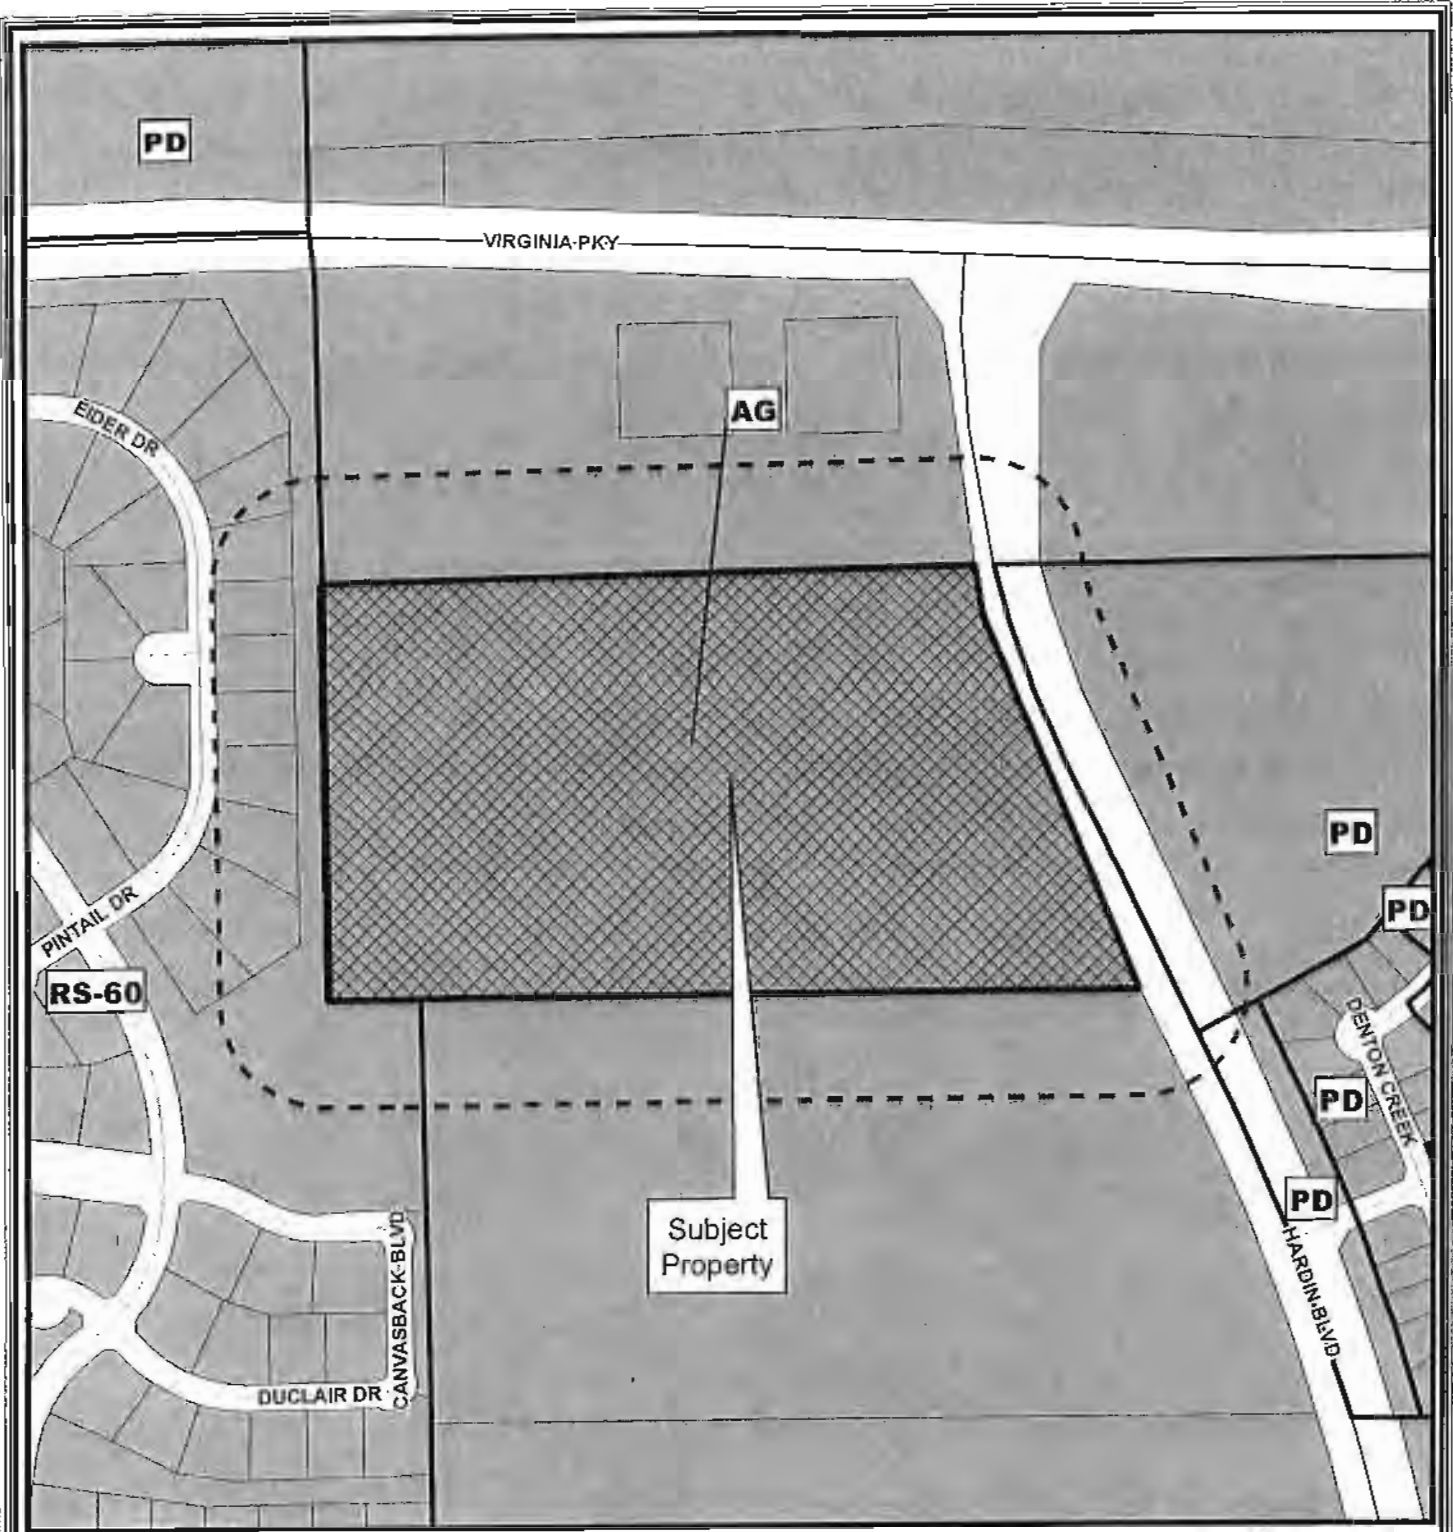 PD
VIRGINIA PKY
AG
EIDER DR
PD
PD
PINTAIL DR
RS-60
DENTON CREEK
PD
PD
Subject
Property
HARDIN BLVD
CANVASBACK BLVD
DUCLAIR DR